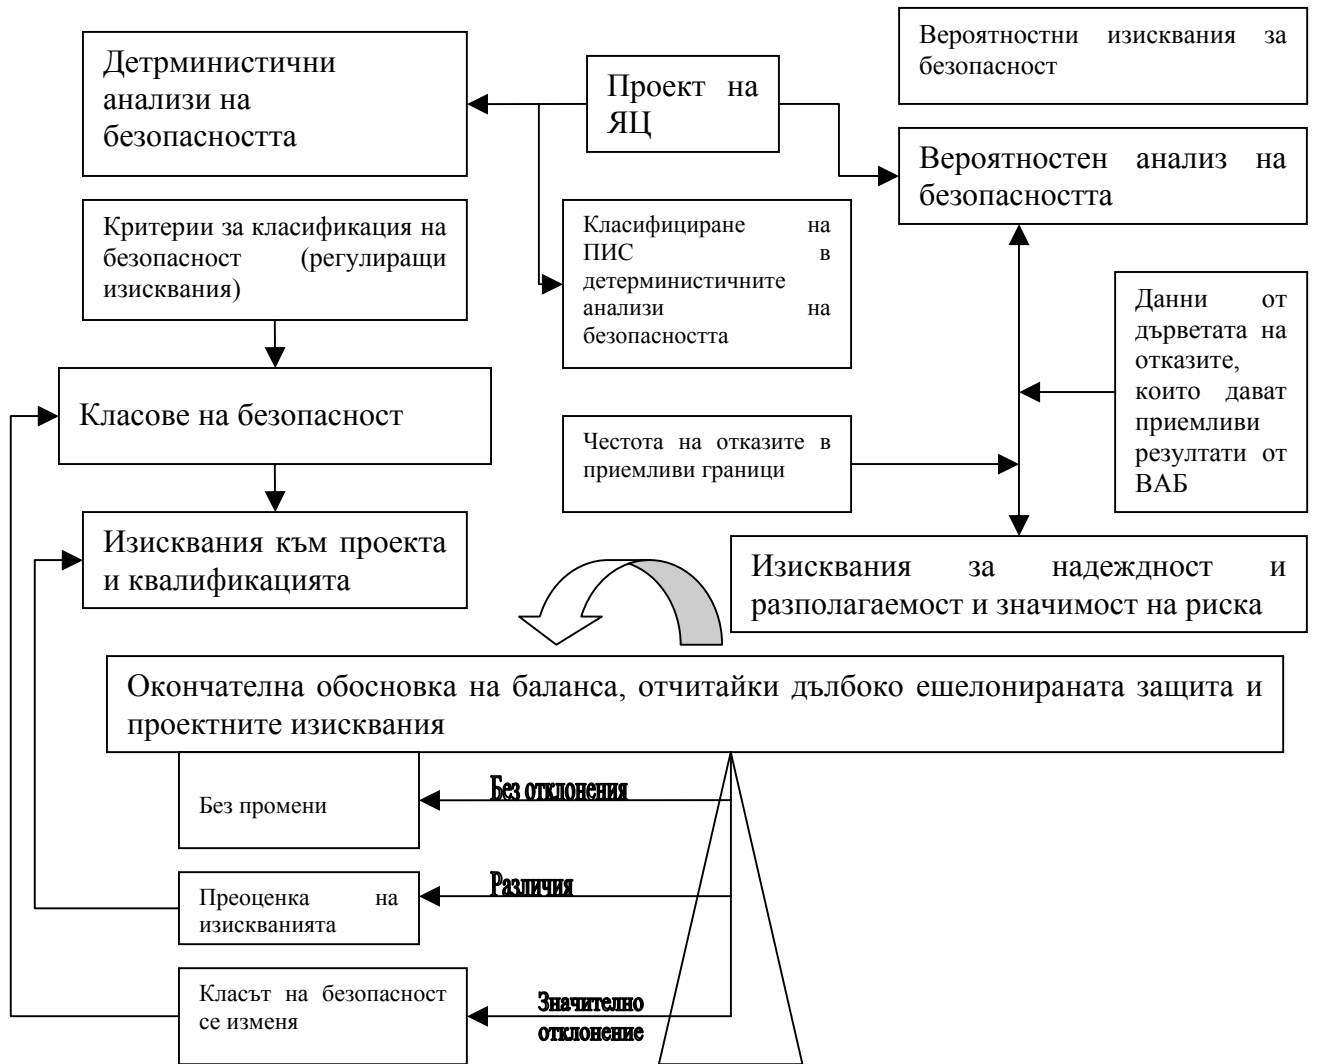 Детрминистични
анализи на
безопасността
Проект на
ЯЦ
Вероятностни изисквания за
безопасност
Вероятностен анализ на
безопасността
Критерии за класификация на
безопасност (регулиращи
изисквания)
Класифициране на
ПИС в
детерминистичните
анализи на
безопасността
Данни от
дърветата на
отказите,
които дават
приемливи
резултати от
ВАБ
Класове на безопасност
Честота на отказите в
приемливи граници
Изисквания към проекта
и квалификацията
Изисквания за надеждност и
разполагаемост и значимост на риска
Окончателна обосновка на баланса, отчитайки дълбоко ешелонираната защита и
проектните изисквания
Без промени
Без отклонения
Преоценка на
изискванията
Различия
Класът на безопасност
се изменя
Значително
отклонение